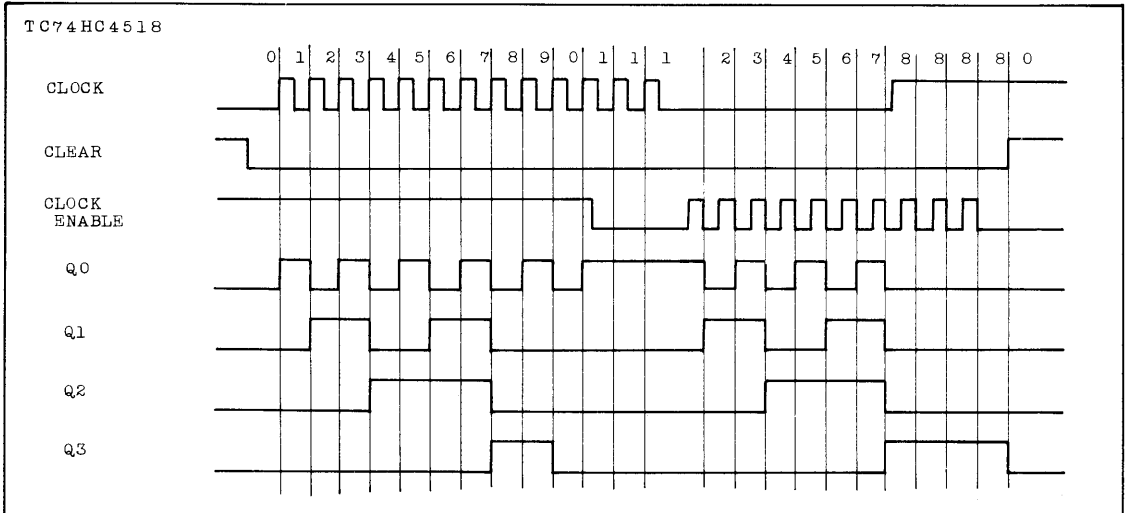 TC74HC4518
0 1 2 3 4 5 6 7 8 9 0 1 1 1 2 3 4 5 6 7 8 8 8 8 0
CLOCK
CLEAR
CLOCK
ENABLE
Q0
Q1
Q2
Q3